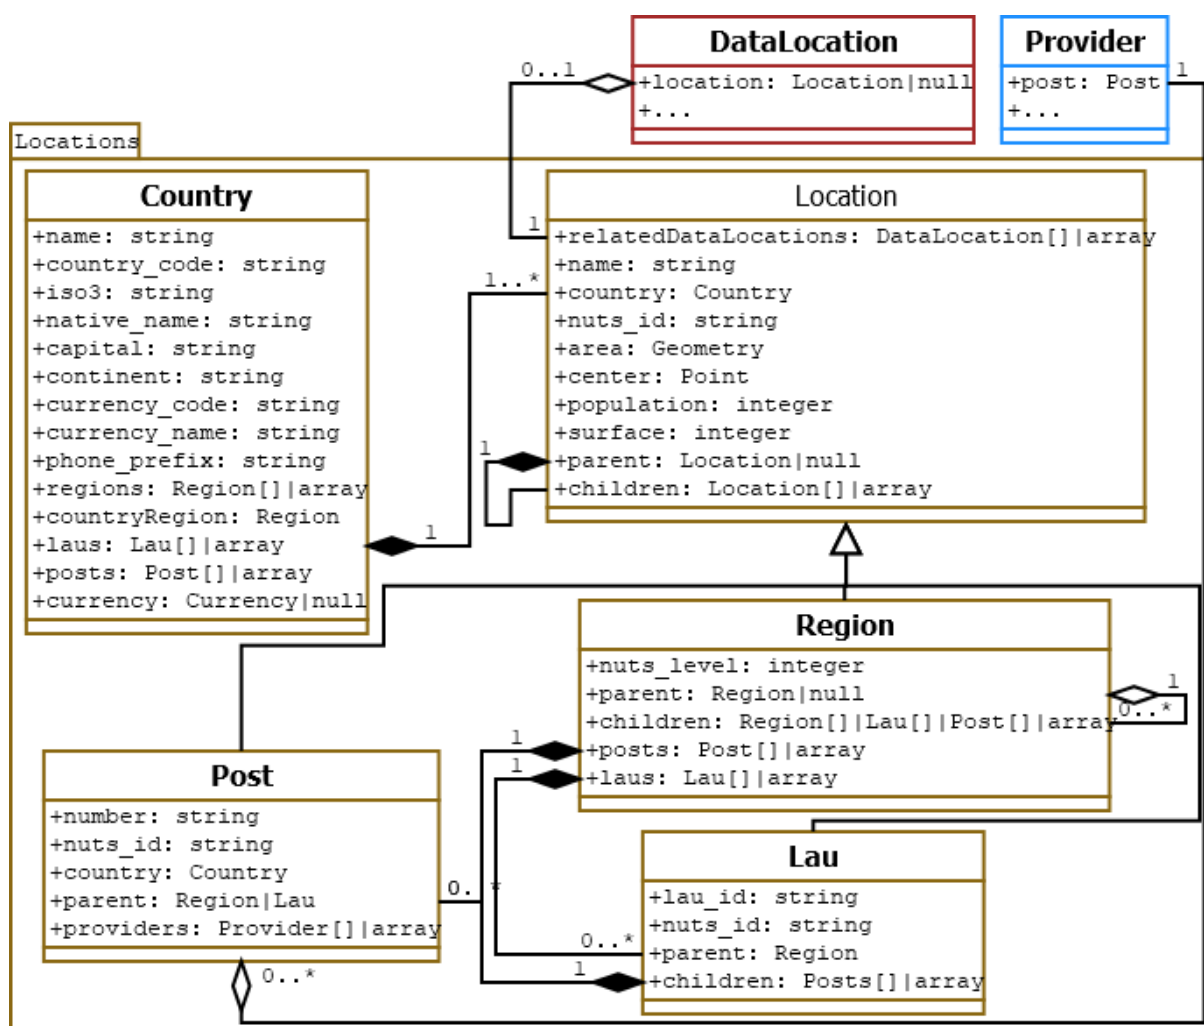 DataLocation
+location: Location|null
+...
Provider
+post: Post
+...
0..1
1
Locations
Country
+name: string
+country_code: string
+iso3: string
+native_name: string
+capital: string
+continent: string
+currency_code: string
+currency_name: string
+phone_prefix: string
+regions: Region[]|array
+countryRegion: Region
+laus: Lau[]|array
+posts: Post[]|array
+currency: Currency|null
1
1..*
1
Location
+relatedDataLocations: DataLocation[]|array
+name: string
+country: Country
+nuts_id: string
+area: Geometry
+center: Point
+population: integer
+surface: integer
+parent: Location|null
+children: Location[]|array
1
Region
+nuts_level: integer
+parent: Region|null
+children: Region[]|Lau[]|Post[]|array
+posts: Post[]|array
+laus: Lau[]|array
1
0..*
1
1
Post
+number: string
+nuts_id: string
+country: Country
+parent: Region|Lau
+providers: Provider[]|array
0..*
0..*
Lau
+lau_id: string
+nuts_id: string
+parent: Region
+children: Posts[]|array
0..*
1